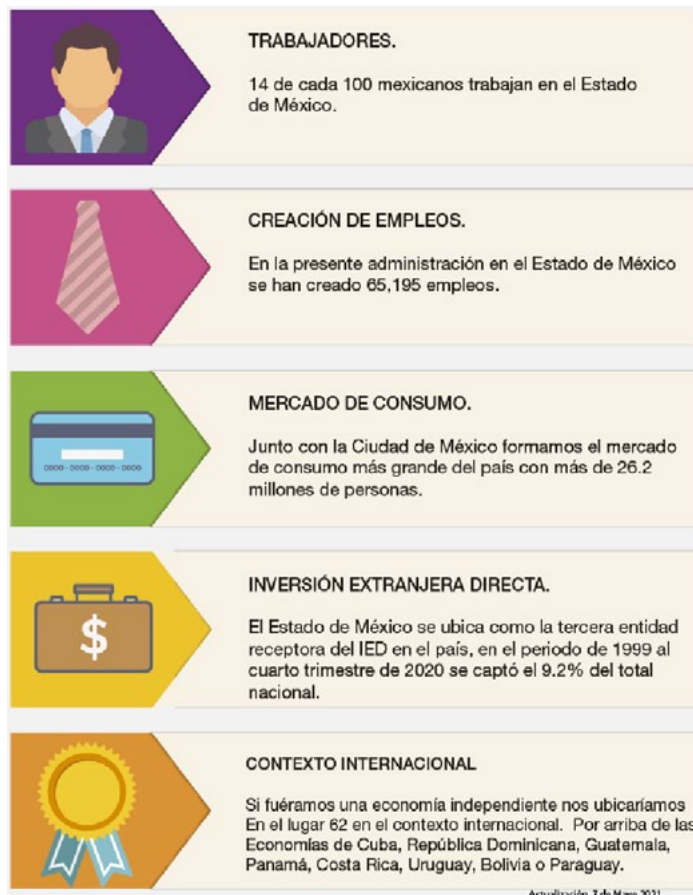 TRABAJADORES.
14 de cada 100 mexicanos trabajan en el Estado
de México.
CREACIÓN DE EMPLEOS.
En la presente administración en el Estado de México
se han creado 65,195 empleos.
MERCADO DE CONSUMO.
0000 - 0000 - 0000 - 0000
Junto con la Ciudad de México formamos el mercado
de consumo más grande del país con más de 26.2
millones de personas.
INVERSIÓN EXTRANJERA DIRECTA.
$
El Estado de México se ubica como la tercera entidad
receptora del IED en el país, en el periodo de 1999 al
cuarto trimestre de 2020 se captó el 9.2% del total
nacional.
CONTEXTO INTERNACIONAL
Si fuéramos una economía independiente nos ubicaríamos
En el lugar 62 en el contexto internacional. Por arriba de las
Economías de Cuba, República Dominicana, Guatemala,
Panamá, Costa Rica, Uruguay, Bolivia o Paraguay.
Actualización 7 de Mayo 2021